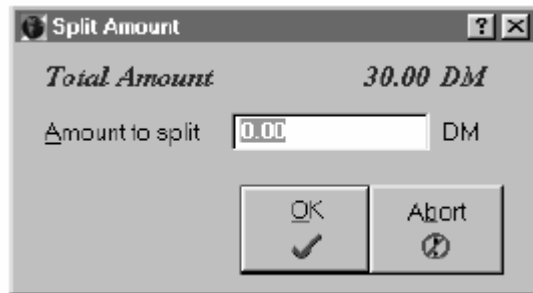 Split Amount
Total Amount 30.00 DM
Amount to split 0.00 DM
OK Abort